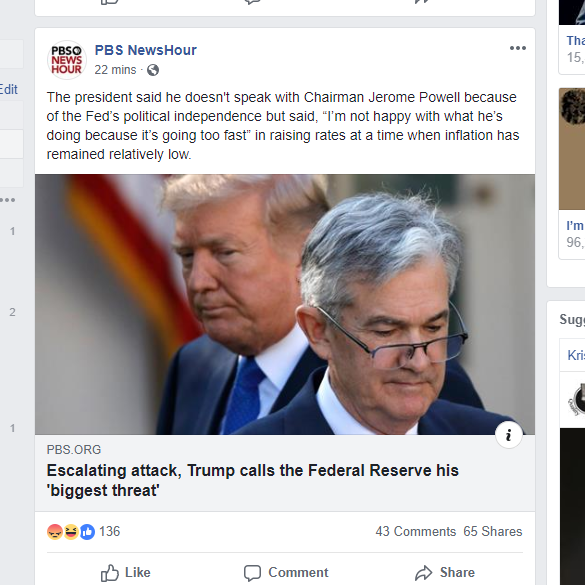 PBS
NEWS
HOUR
PBS NewsHour
22 mins ·
Edit
The president said he doesn't speak with Chairman Jerome Powell because
of the Fed’s political independence but said, “I’m not happy with what he’s
doing because it’s going too fast” in raising rates at a time when inflation has
remained relatively low.
1
2
1
PBS.ORG
Escalating attack, Trump calls the Federal Reserve his
'biggest threat'
136
43 Comments 65 Shares
Like
Comment
Share
Tha
15,
I'm
96,
Sugg
Kris